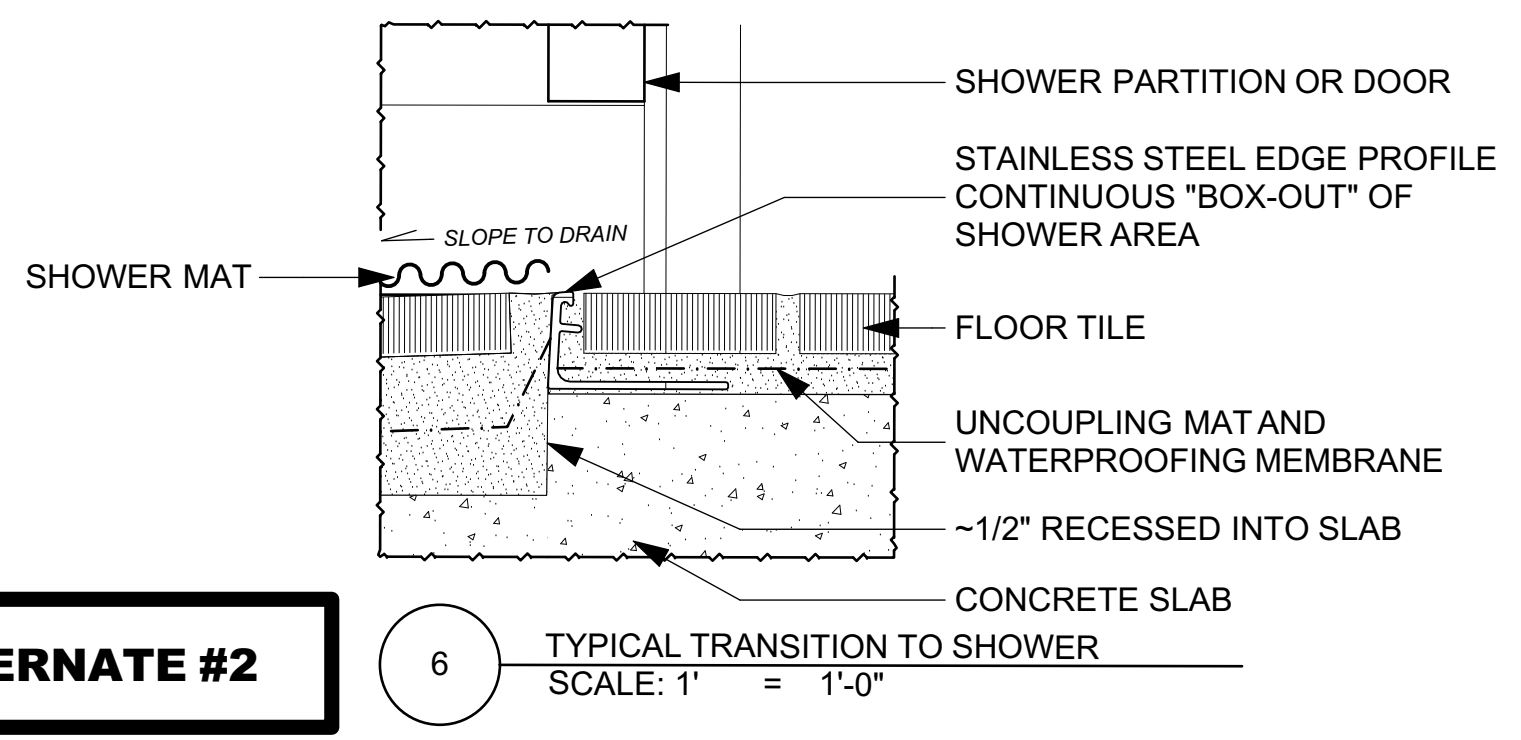 SHOWER PARTITION OR DOOR
STAINLESS STEEL EDGE PROFILE
CONTINUOUS "BOX-OUT" OF
SHOWER AREA
SLOPE TO DRAIN
SHOWER MAT
FLOOR TILE
UNCOUPLING MAT AND
WATERPROOFING MEMBRANE
~1/2" RECESSED INTO SLAB
CONCRETE SLAB
ERNATE #2
6
TYPICAL TRANSITION TO SHOWER
SCALE: 1' = 1'-0"